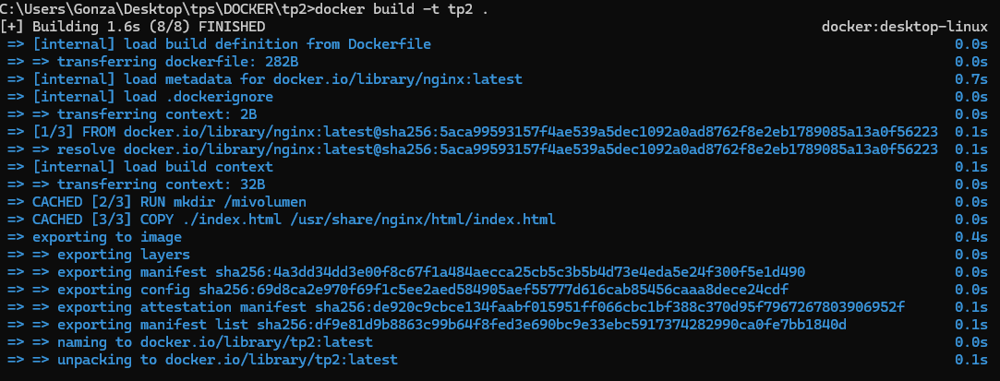 C:\Users\Gonza\Desktop\tps\DOCKER\tp2>docker build -t tp2 .
[+] Building 1.6s (8/8) FINISHED docker:desktop-linux
=> [internal] load build definition from Dockerfile 0.0s
=> => transferring dockerfile: 282B 0.0s
=> [internal] load metadata for docker.io/library/nginx:latest 0.7s
=> [internal] load .dockerignore 0.0s
=> => transferring context: 2B 0.0s
=> [1/3] FROM docker.io/library/nginx:latest@sha256:5aca99593157f4ae539a5dec1092a0ad8762f8e2eb1789085a13a0f56223 0.1s
=> => resolve docker.io/library/nginx:latest@sha256:5aca99593157f4ae539a5dec1092a0ad8762f8e2eb1789085a13a0f56223 0.1s
=> [internal] load build context 0.1s
=> => transferring context: 32B 0.0s
=> CACHED [2/3] RUN mkdir /mivolumen 0.0s
=> CACHED [3/3] COPY ./index.html /usr/share/nginx/html/index.html 0.0s
=> exporting to image 0.4s
=> => exporting layers 0.0s
=> => exporting manifest sha256:4a3dd34dd3e00f8c67f1a484aecca25cb5c3b5b4d73e4eda5e24f300f5e1d490 0.0s
=> => exporting config sha256:69d8ca2e970f69f1c5ee2aed584905aef55777d616cab85456caaa8dece24cdf 0.0s
=> => exporting attestation manifest sha256:de920c9cbce134faabf015951ff066cbc1bf388c370d95f7967267803906952f 0.1s
=> => exporting manifest list sha256:df9e81d9b8863c99b64f8fed3e690bc9e33ebc5917374282990ca0fe7bb1840d 0.1s
=> => naming to docker.io/library/tp2:latest 0.0s
=> => unpacking to docker.io/library/tp2:latest 0.1s